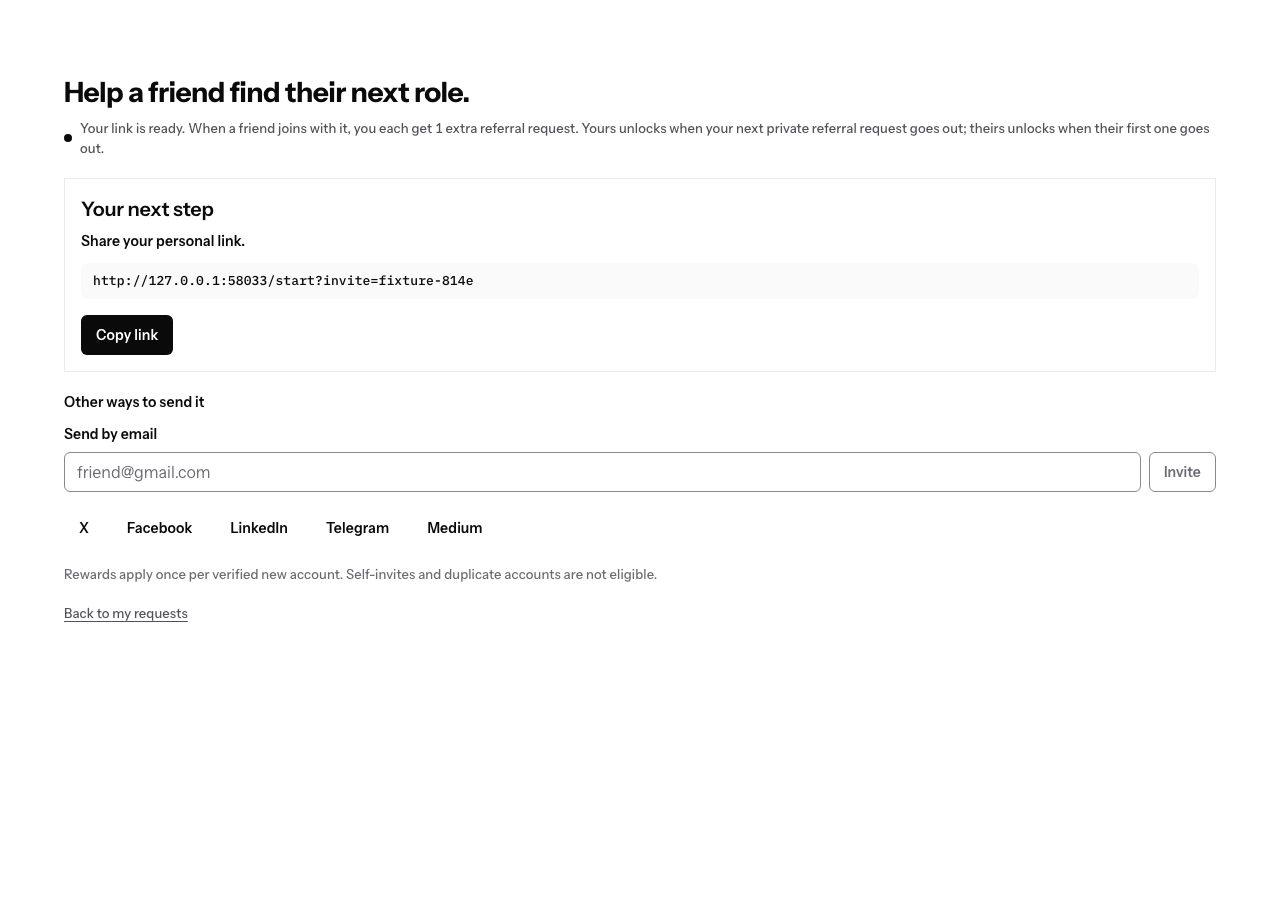 Help a friend find their next role.
Your link is ready. When a friend joins with it, you each get 1 extra referral request. Yours unlocks when your next private referral request goes out; theirs unlocks when their first one goes
out.
Your next step
Share your personal link.
http://127.0.0.1:58033/start?invite=fixture-814e
Copy link
Other ways to send it
Send by email
friend@gmail.com
Invite
X Facebook LinkedIn Telegram Medium
Rewards apply once per verified new account. Self-invites and duplicate accounts are not eligible.
Back to my requests